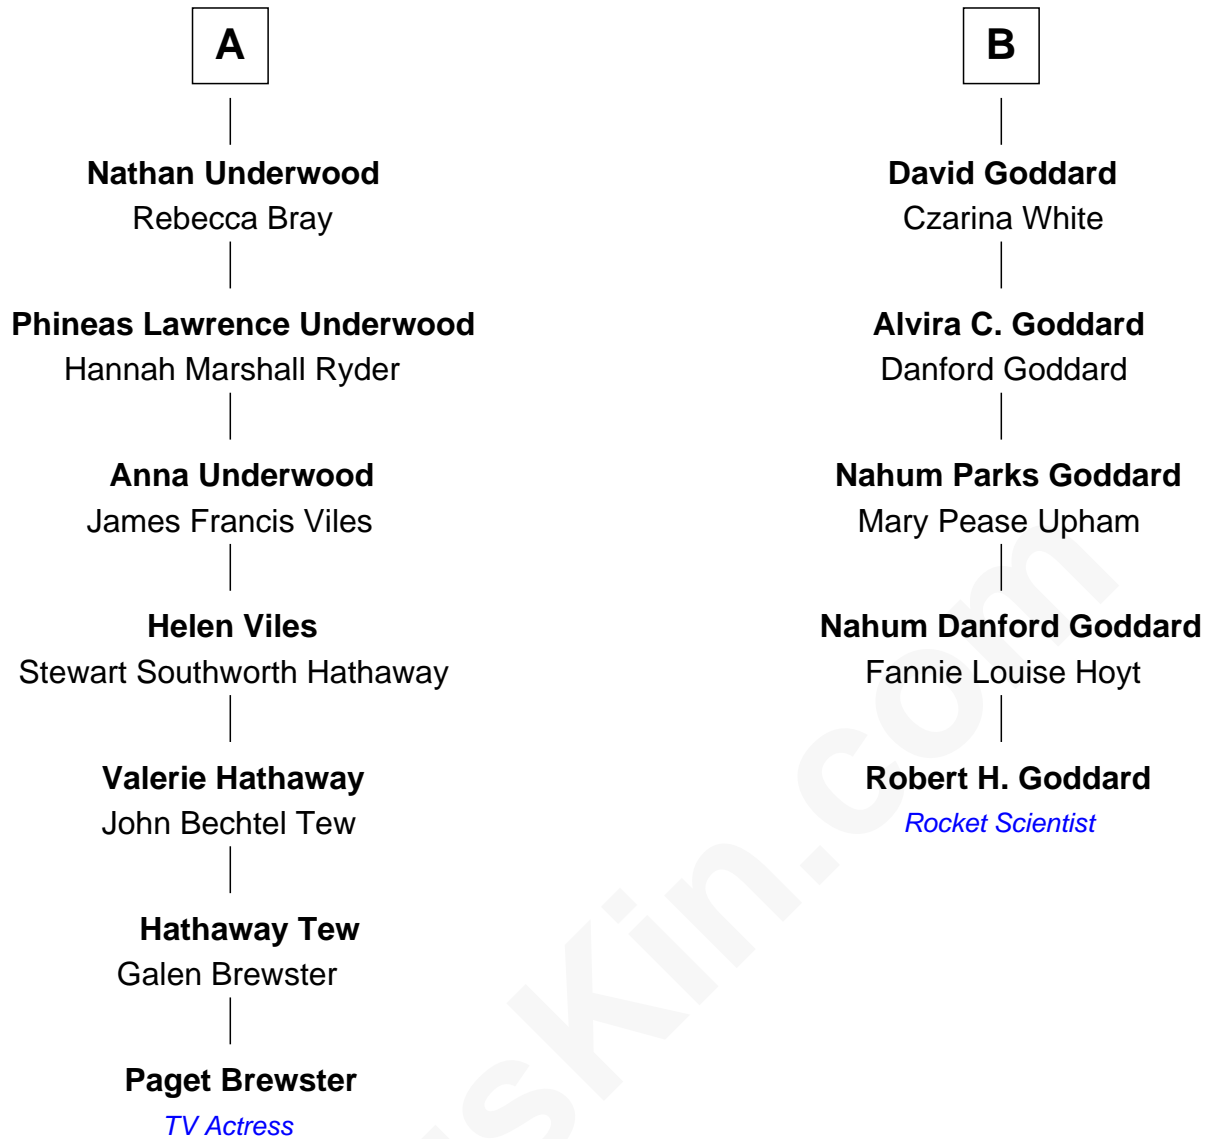 A
Nathan Underwood
Rebecca Bray
Phineas Lawrence Underwood
Hannah Marshall Ryder
Anna Underwood
James Francis Viles
Helen Viles
Stewart Southworth Hathaway
Valerie Hathaway
John Bechtel Tew
Hathaway Tew
Galen Brewster
Paget Brewster
TV Actress
B
David Goddard
Czarina White
Alvira C. Goddard
Danford Goddard
Nahum Parks Goddard
Mary Pease Upham
Nahum Danford Goddard
Fannie Louise Hoyt
Robert H. Goddard
Rocket Scientist
sKin.com